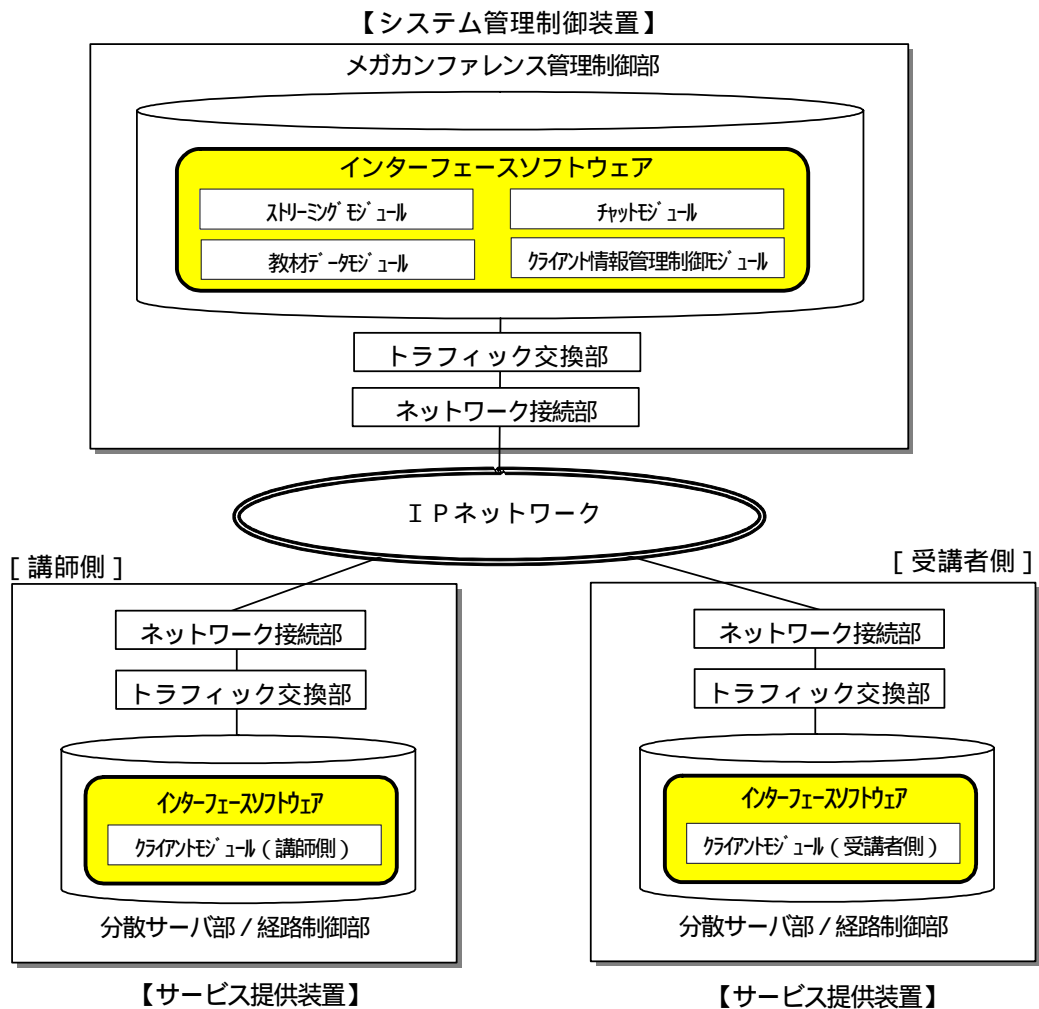 【システム管理制御装置】
メガカンファレンス管理制御部
インターフェースソフトウェア
ｽﾄﾘｰﾐﾝｸﾞﾓｼﾞｭｰﾙ
ﾁｬｯﾄﾓｼﾞｭｰﾙ
教材ﾃﾞｰﾀﾓｼﾞｭｰﾙ
ｸﾗｲｱﾝﾄ情報管理制御ﾓｼﾞｭｰﾙ
トラフィック交換部
ネットワーク接続部
ＩＰネットワーク
[ 講師側 ]
[ 受講者側 ]
ネットワーク接続部
ネットワーク接続部
トラフィック交換部
トラフィック交換部
ｲﾝﾀｰﾌｪｰｽｿﾌﾄｳｪｱ
ｲﾝﾀｰﾌｪｰｽｿﾌﾄｳｪｱ
ｸﾗｲｱﾝﾄﾓｼﾞｭｰﾙ ( 講師側 )
ｸﾗｲｱﾝﾄﾓｼﾞｭｰﾙ ( 受講者側 )
分散サーバ部 / 経路制御部
分散サーバ部 / 経路制御部
【サービス提供装置】
【サービス提供装置】